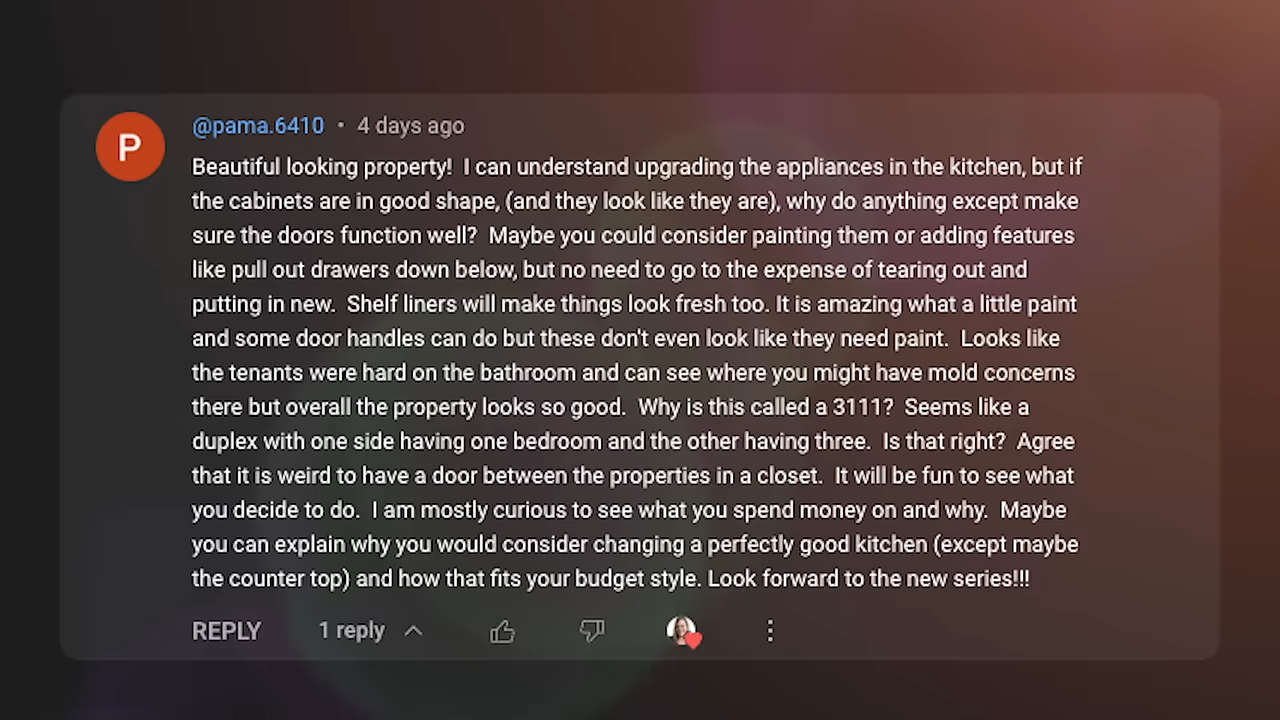 P
@pama.6410 • 4 days ago
Beautiful looking property!  I can understand upgrading the appliances in the kitchen, but if
the cabinets are in good shape, (and they look like they are), why do anything except make
sure the doors function well?  Maybe you could consider painting them or adding features
like pull out drawers down below, but no need to go to the expense of tearing out and
putting in new.  Shelf liners will make things look fresh too. It is amazing what a little paint
and some door handles can do but these don't even look like they need paint.  Looks like
the tenants were hard on the bathroom and can see where you might have mold concerns
there but overall the property looks so good.  Why is this called a 3111?  Seems like a
duplex with one side having one bedroom and the other having three.  Is that right?  Agree
that it is weird to have a door between the properties in a closet.  It will be fun to see what
you decide to do.  I am mostly curious to see what you spend money on and why.  Maybe
you can explain why you would consider changing a perfectly good kitchen (except maybe
the counter top) and how that fits your budget style. Look forward to the new series!!!
REPLY 1 reply